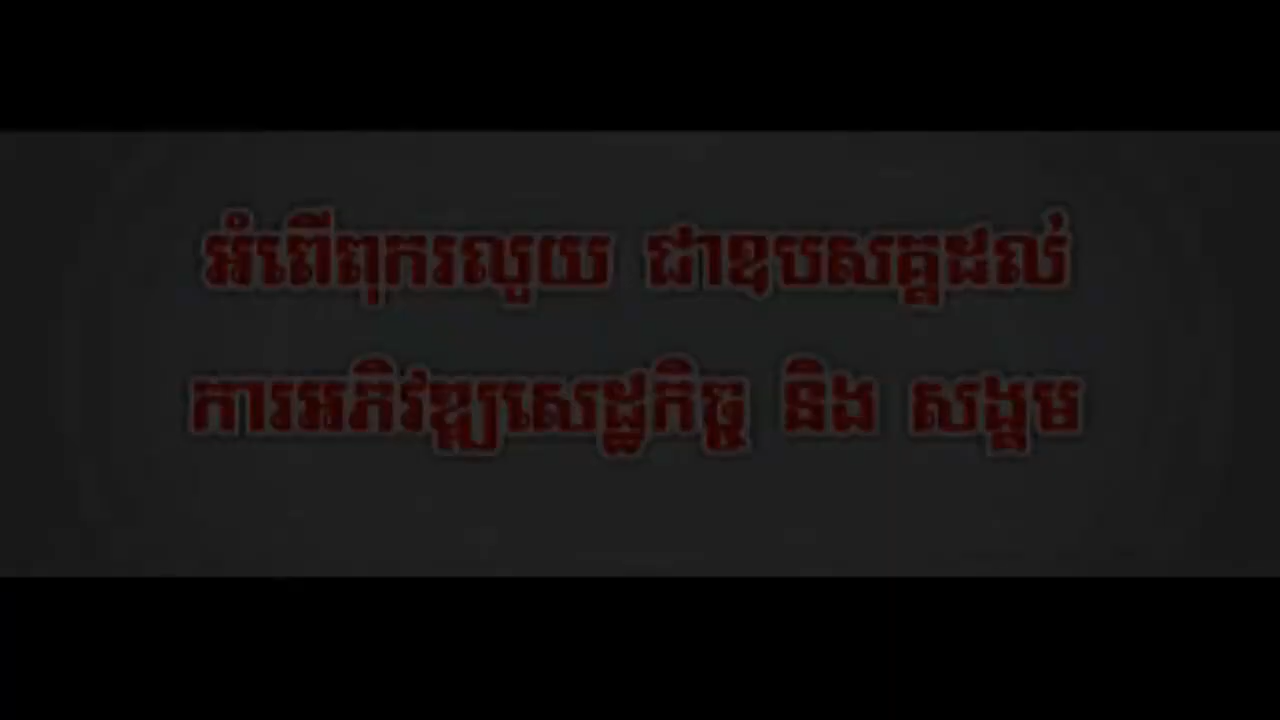 អំពើពុករលួយ ជាឧបសគ្គដល់
ការអភិវឌ្ឍសេដ្ឋកិច្ច និង សង្គម